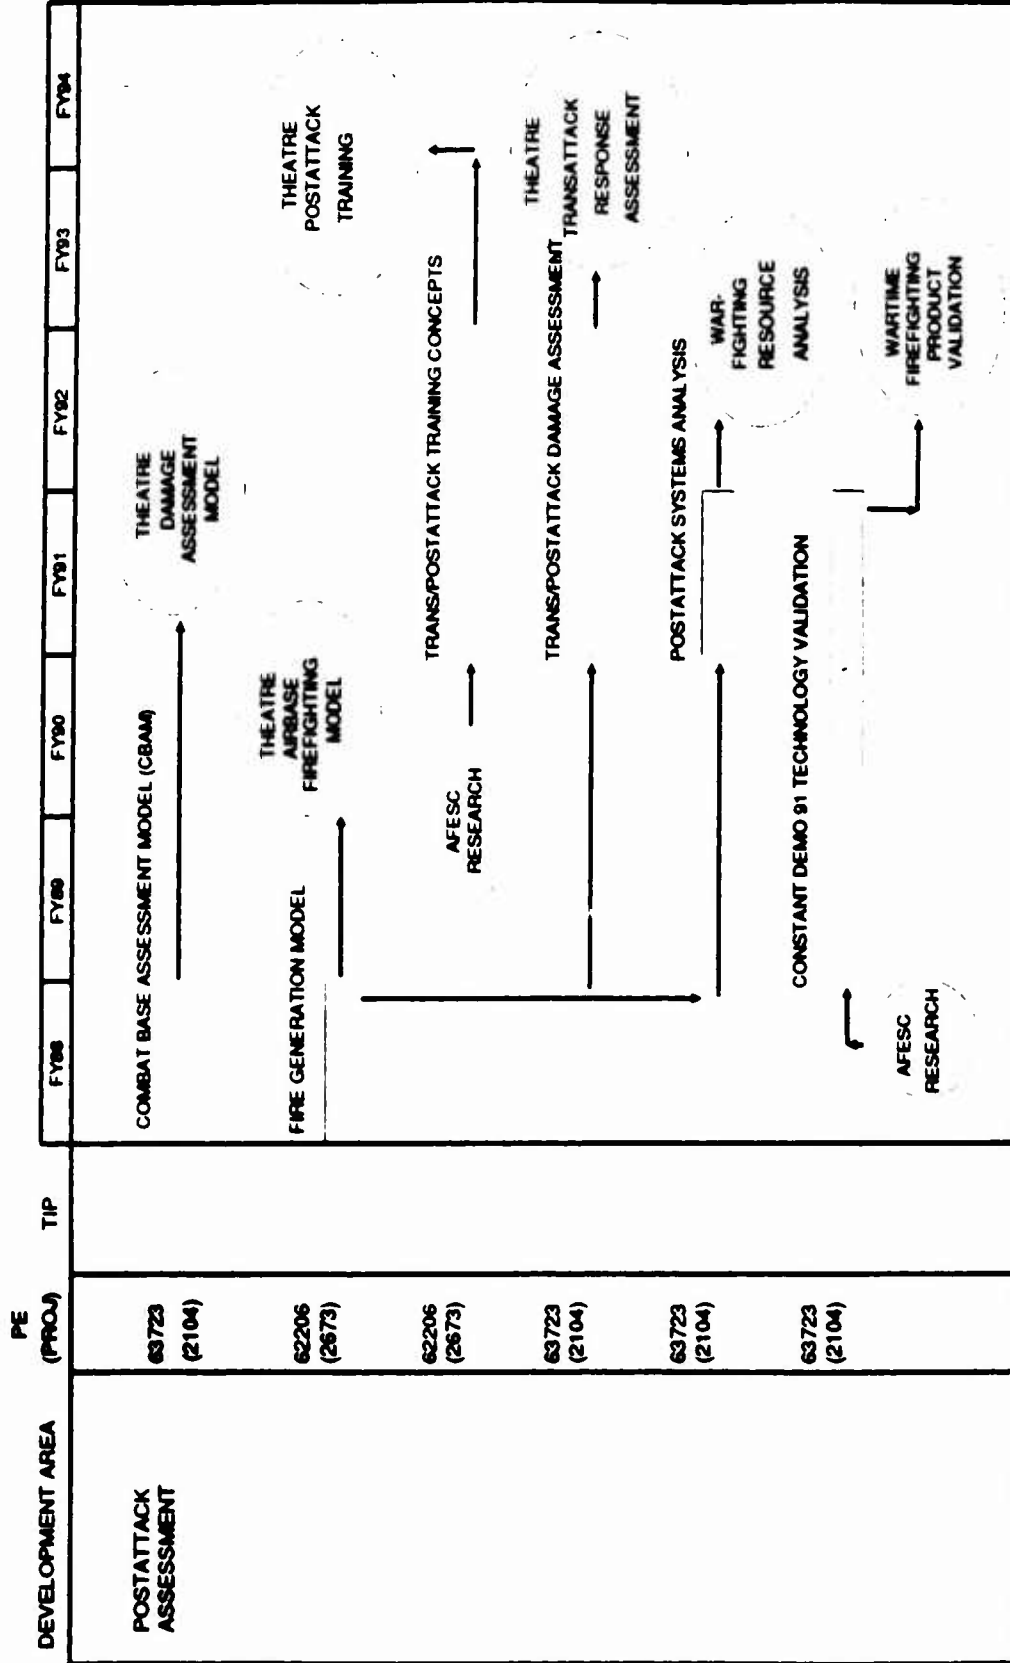 DEVELOPMENT AREA
PE
(PROJ)
TIP
FY88
FY89
FY90
FY91
FY92
FY93
FY94
POSTATTACK
ASSESSMENT
63723
(2104)
COMBAT BASE ASSESSMENT MODEL (CBAM)
THEATRE
DAMAGE
ASSESSMENT
MODEL
62206
(2673)
FIRE GENERATION MODEL
THEATRE
AIRBASE
FIREFIGHTING
MODEL
THEATRE
POSTATTACK
TRAINING
62206
(2673)
AFESC
RESEARCH
TRANS/POSTATTACK TRAINING CONCEPTS
63723
(2104)
TRANS/POSTATTACK DAMAGE ASSESSMENT
THEATRE
TRANSATTACK
RESPONSE
ASSESSMENT
63723
(2104)
POSTATTACK SYSTEMS ANALYSIS
WAR-
FIGHTING
RESOURCE
ANALYSIS
63723
(2104)
CONSTANT DEMO 91 TECHNOLOGY VALIDATION
AFESC
RESEARCH
WARTIME
FIREFIGHTING
PRODUCT
VALIDATION